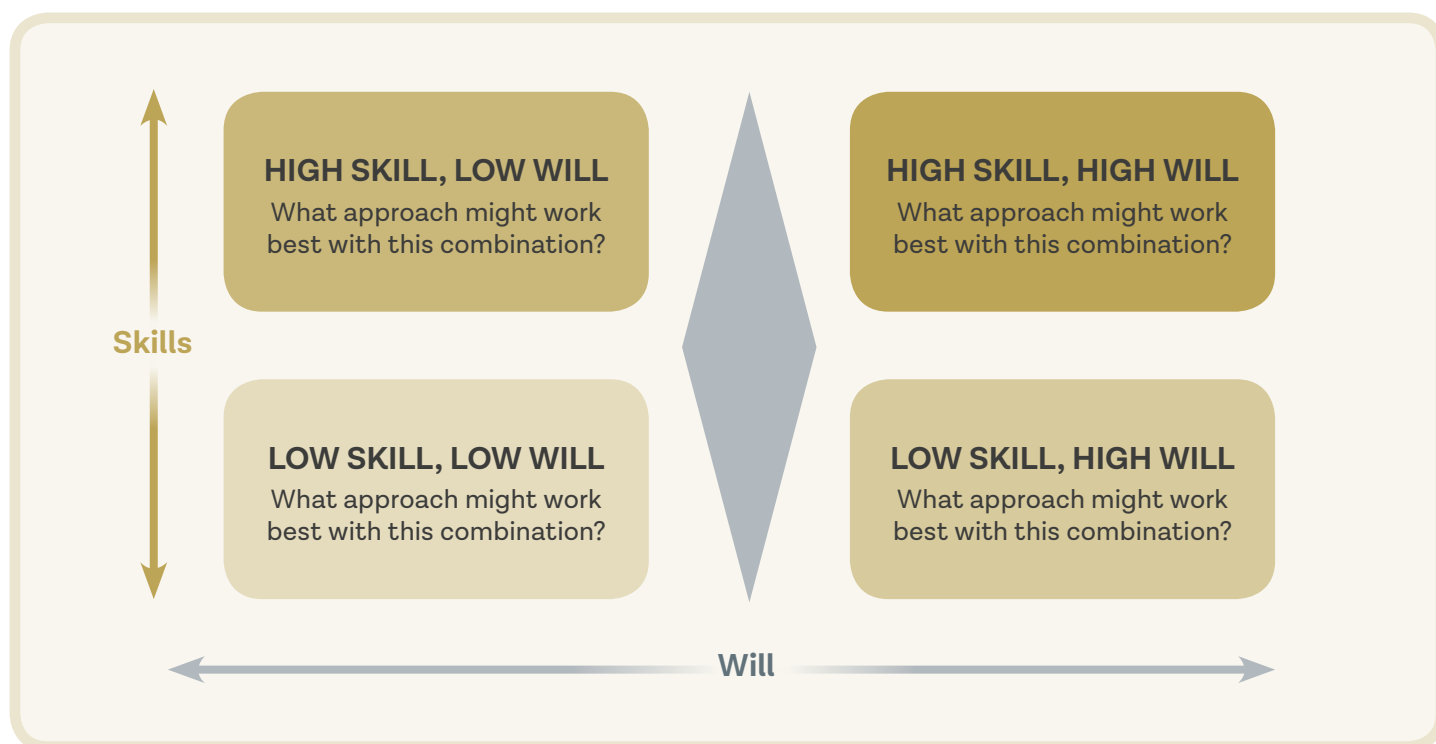 HIGH SKILL, LOW WILL
What approach might work
best with this combination?
HIGH SKILL, HIGH WILL
What approach might work
best with this combination?
Skills
LOW SKILL, LOW WILL
What approach might work
best with this combination?
LOW SKILL, HIGH WILL
What approach might work
best with this combination?
Will